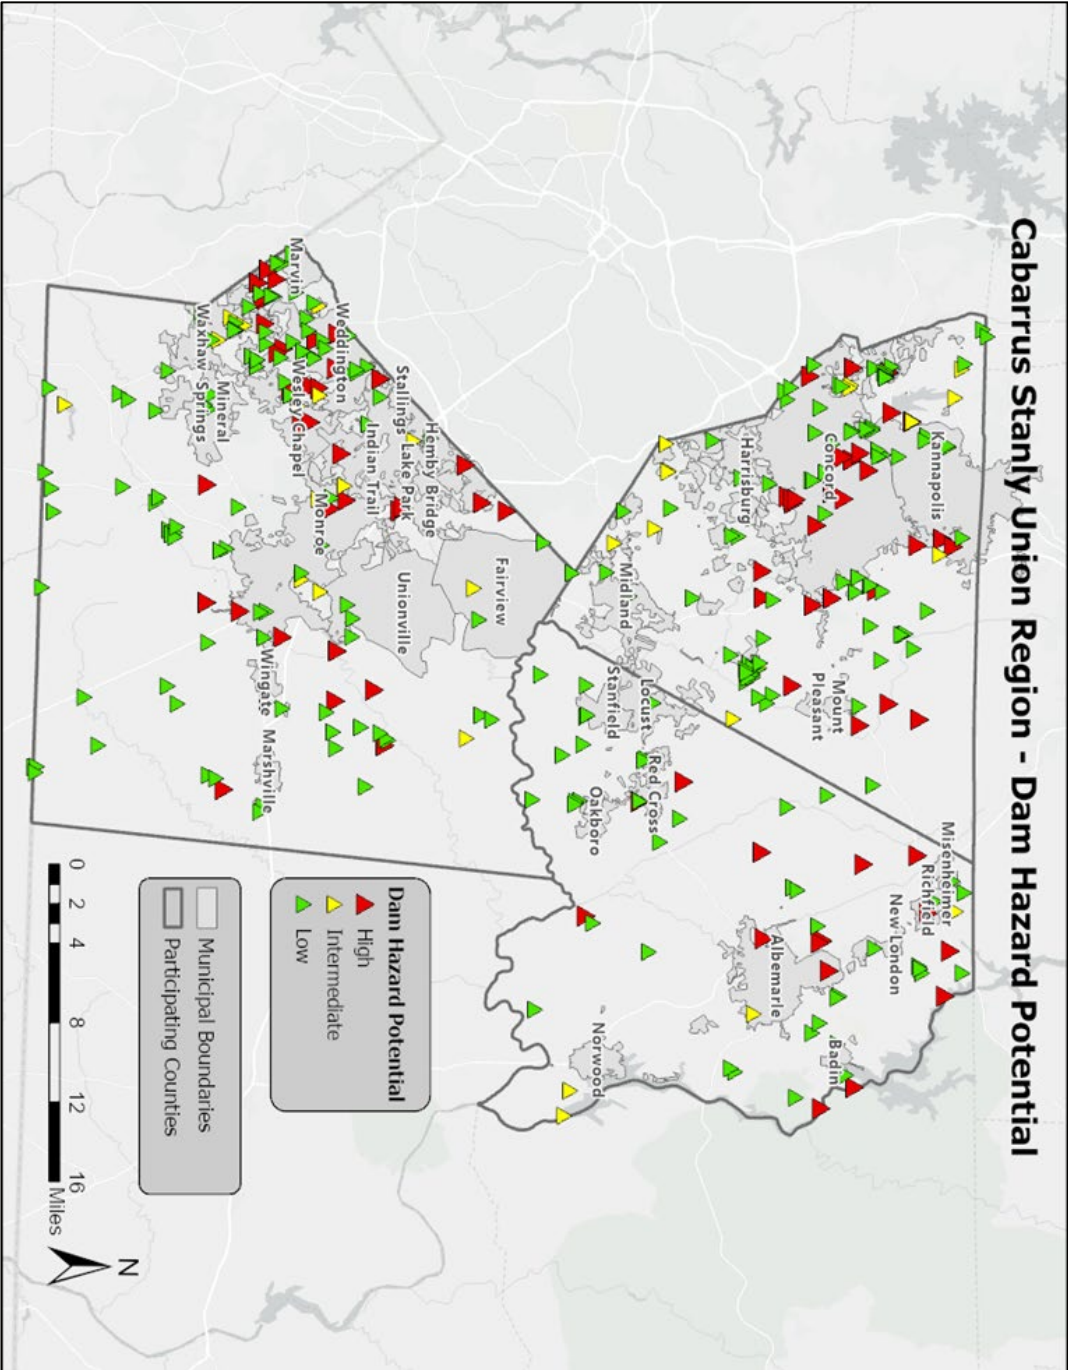 Cabarrus Stanly Union Region - Dam Hazard Potential
Kannapolis
Concord
Harrisburg
Mount
Pleasant
Midland
Misenheimer
Richfield
New London
Albemarle
Badin
Locust
Stanfield
Red Cross
Oakboro
Norwood
Fairview
Unionville
Hemby Bridge
Stallings
Lake Park
Indian Trail
Weddington
Marvin
Wesley Chapel
Monroe
Mineral
Springs
Waxhaw
Wingate
Marshville
Dam Hazard Potential
High
Intermediate
Low
Municipal Boundaries
Participating Counties
0 2 4 8 12 16
Miles
N